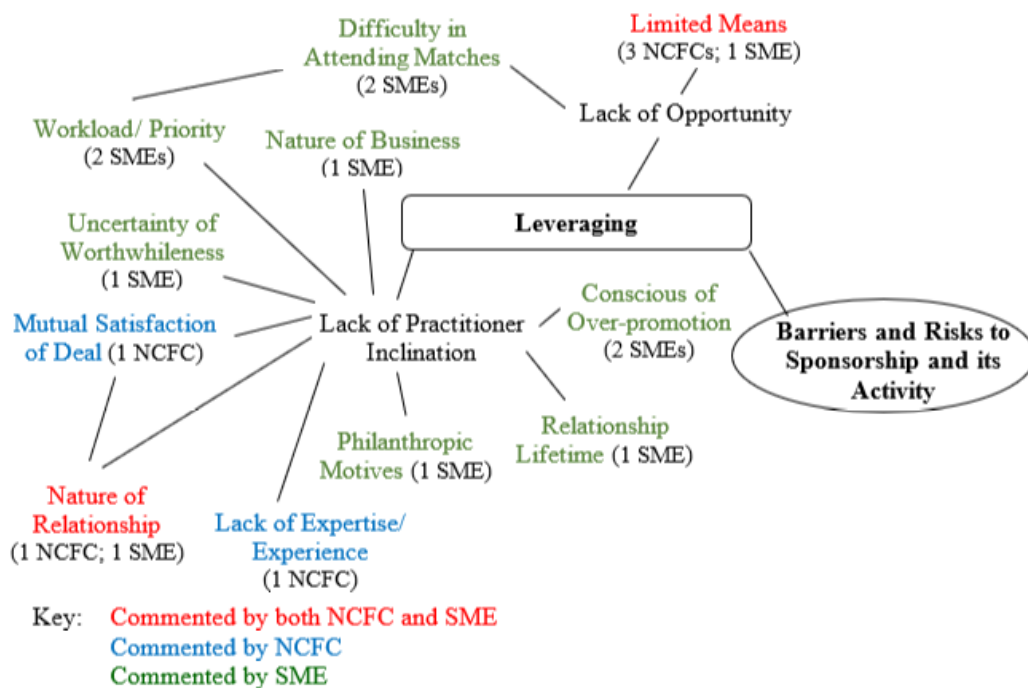 Difficulty in
Attending Matches
(2 SMEs)
Limited Means
(3 NCFCs; 1 SME)
Lack of Opportunity
Workload/ Priority
(2 SMEs)
Nature of Business
(1 SME)
Leveraging
Uncertainty of
Worthwhileness
(1 SME)
Mutual Satisfaction
of Deal (1 NCFC)
Lack of Practitioner
Inclination
Conscious of
Over-promotion
(2 SMEs)
Barriers and Risks to
Sponsorship and its
Activity
Philanthropic
Motives (1 SME)
Relationship
Lifetime (1 SME)
Nature of
Relationship
(1 NCFC; 1 SME)
Lack of Expertise/
Experience
(1 NCFC)
Key: Commented by both NCFC and SME
Commented by NCFC
Commented by SME